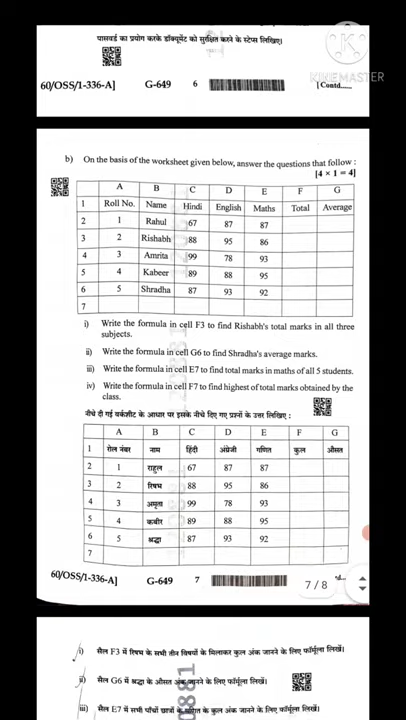 पासवर्ड का प्रयोग करके डॉक्यूमेंट को सुरक्षित करने के स्टेप्स लिखिए।
KINEMASTER
60/OSS/1-336-A] G-649 6 [Contd......
b) On the basis of the worksheet given below, answer the questions that follow :
[4 × 1 = 4]
A B C D E F G
1 Roll No. Name Hindi English Maths Total Average
2 1 Rahul 67 87 87
3 2 Rishabh 88 95 86
4 3 Amrita 99 78 93
5 4 Kabeer 89 88 95
6 5 Shradha 87 93 92
7
i) Write the formula in cell F3 to find Rishabh's total marks in all three
subjects.
ii) Write the formula in cell G6 to find Shradha's average marks.
iii) Write the formula in cell E7 to find total marks in maths of all 5 students.
iv) Write the formula in cell F7 to find highest of total marks obtained by the
class.
नीचे दी गई वर्कशीट के आधार पर इसके नीचे दिए गए प्रश्नों के उत्तर लिखिए :
A B C D E F G
1 रोल नंबर नाम हिंदी अंग्रेजी गणित कुल औसत
2 1 राहुल 67 87 87
3 2 रिषभ 88 95 86
4 3 अमृता 99 78 93
5 4 कबीर 89 88 95
6 5 श्रद्धा 87 93 92
7
60/OSS/1-336-A] G-649 7
7 / 8
i) सैल F3 में रिषभ के सभी तीन विषयों के मिलाकर कुल अंक जानने के लिए फॉर्मूला लिखें।
ii) सैल G6 में श्रद्धा के औसत अंक जानने के लिए फॉर्मूला लिखें।
iii) सैल E7 में सभी पाँचों छात्रों के गणित के कुल अंक जानने के लिए फॉर्मूला लिखें।